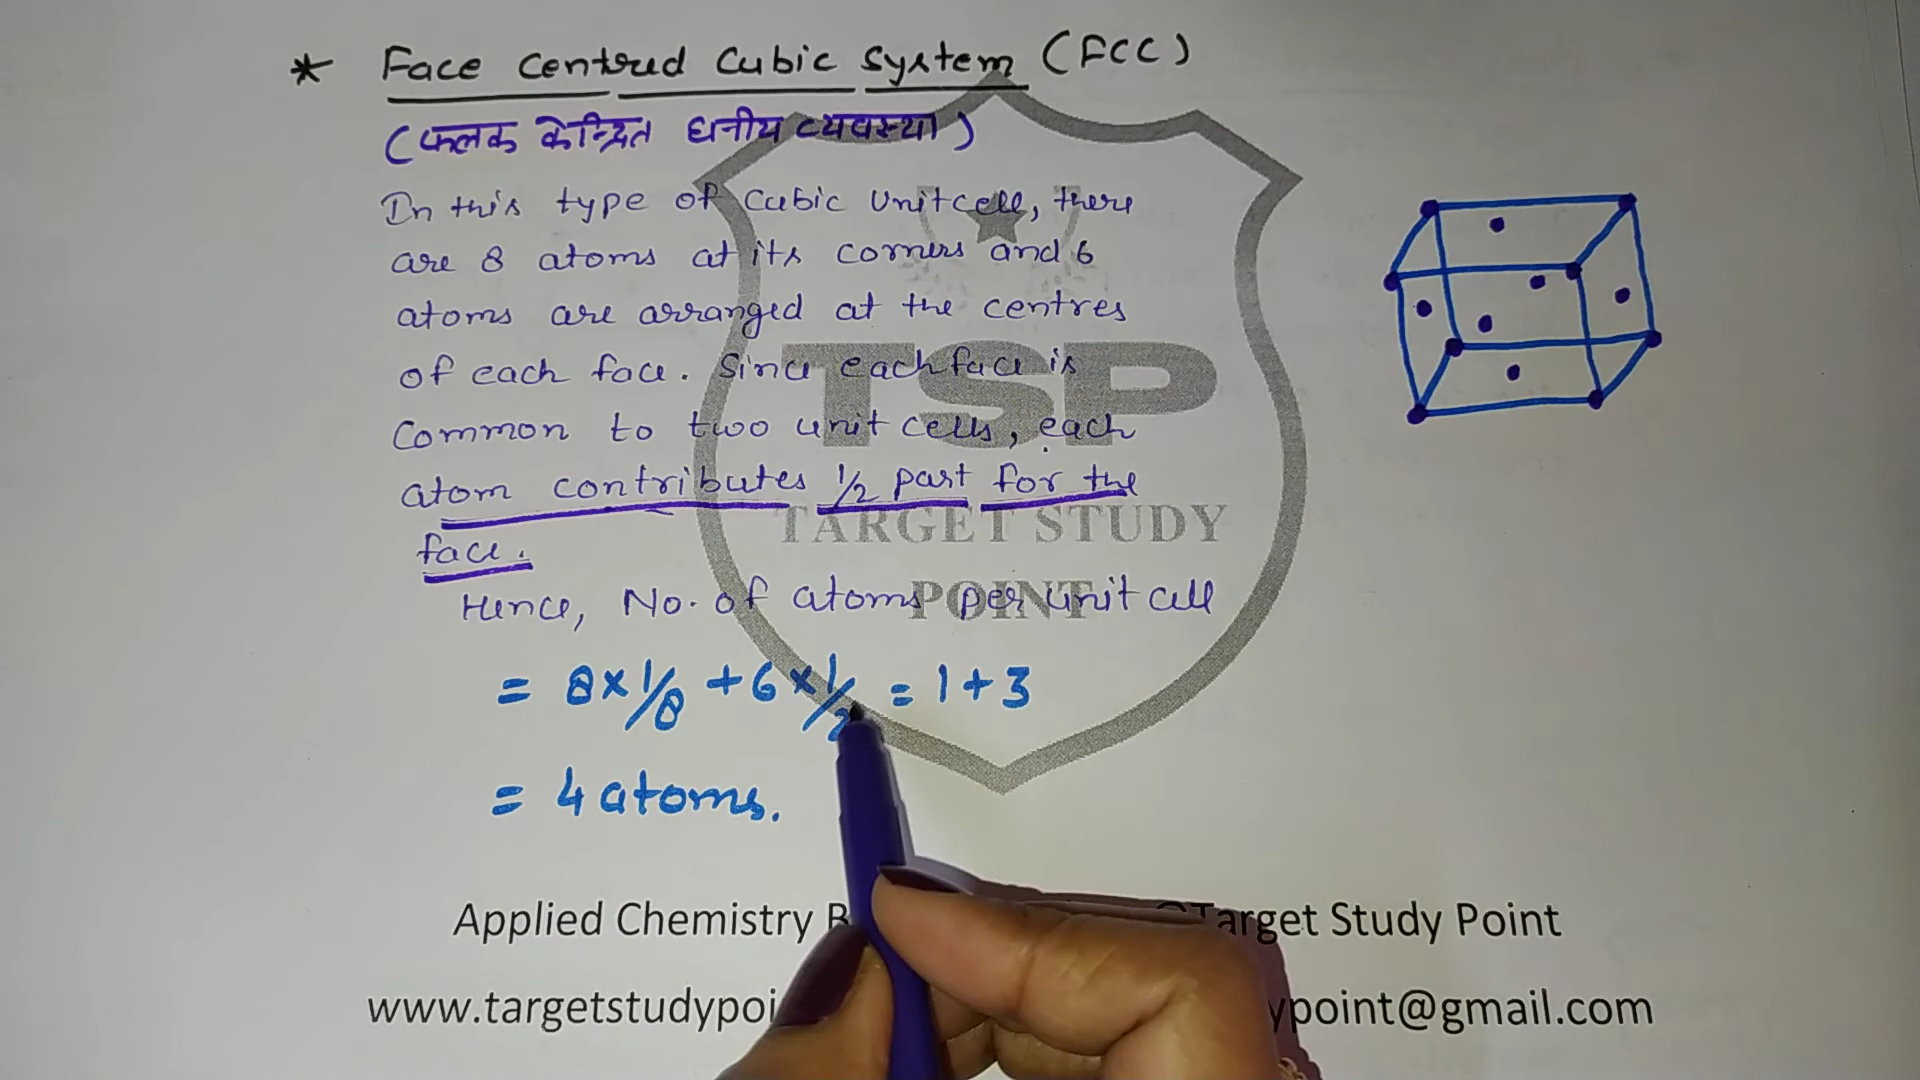 * Face Centred Cubic System (FCC)
(फलक केन्द्रित घनीय व्यवस्था)
In this type of Cubic Unit cell, there
are 8 atoms at its corners and 6
atoms are arranged at the centres
of each face. Since each face is
Common to two unit cells, each
atom contributes 1/2 part for the
face.
Hence, No. of atoms per unit cell
= 8 × 1/8 + 6 × 1/2 = 1 + 3
= 4 atoms.
TSP
TARGET STUDY
POINT
Applied Chemistry B @Target Study Point
www.targetstudypoi ypoint@gmail.com